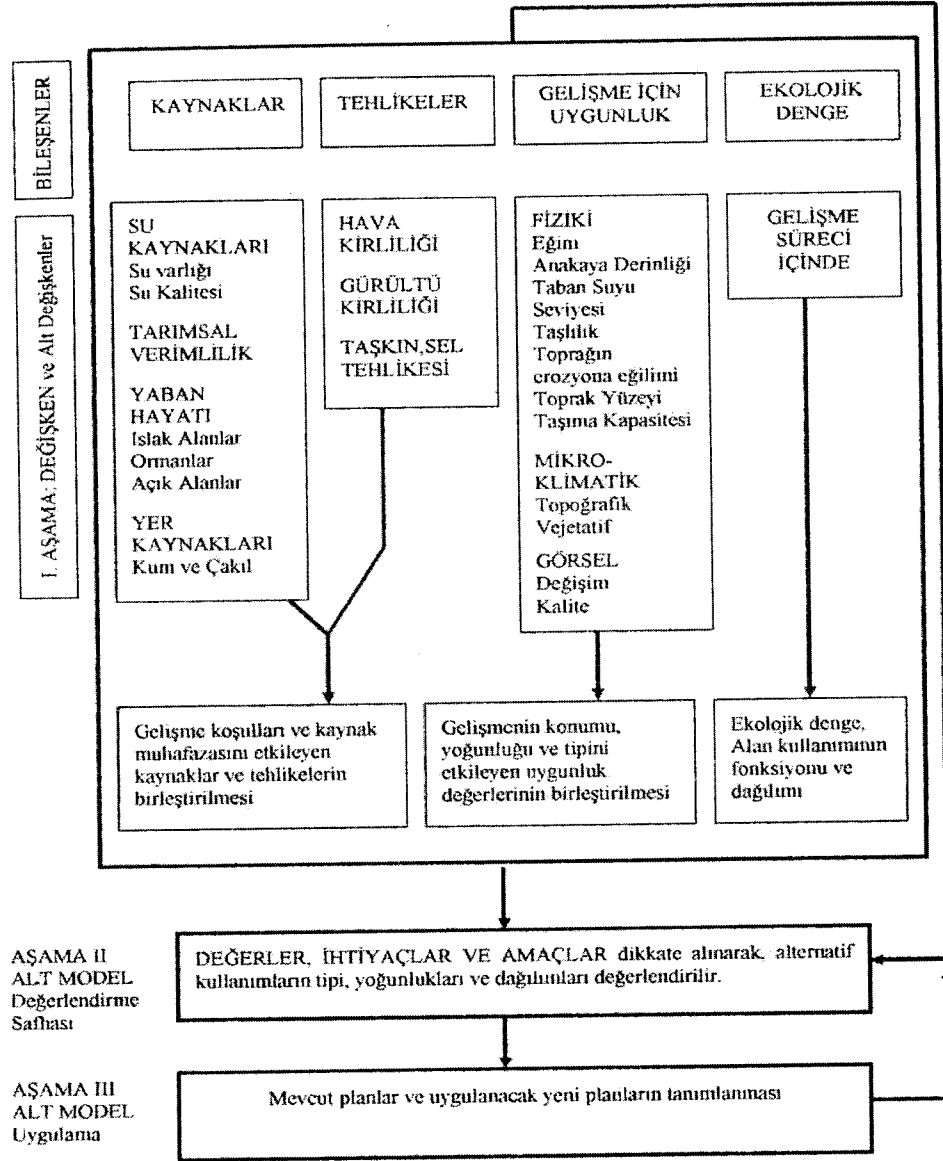 BİLEŞENLER
KAYNAKLAR
TEHLİKELER
GELİŞME İÇİN
UYGUNLUK
EKOLOJİK
DENGE
I. AŞAMA: DEĞİŞKEN ve Alt Değişkenler
SU
KAYNAKLARI
Su varlığı
Su Kalitesi
TARIMSAL
VERİMLİLİK
YABAN
HAYATI
Islak Alanlar
Ormanlar
Açık Alanlar
YER
KAYNAKLARI
Kum ve Çakıl
HAVA
KİRLİLİĞİ
GÜRÜLTÜ
KİRLİLİĞİ
TAŞKIN,SEL
TEHLİKESİ
FİZIKİ
Eğim
Anakaya Derinliği
Taban Suyu
Seviyesi
Taşlılık
Toprağın
erozyona eğilimi
Toprak Yüzeyi
Taşıma Kapasitesi
MİKRO-
KLİMATİK
Topoğrafik
Vejetatif
GÖRSEL
Değişim
Kalite
GELİŞME
SÜRECİ
İÇİNDE
Gelişme koşulları ve kaynak
muhafazasını etkileyen
kaynaklar ve tehlikelerin
birleştirilmesi
Gelişmenin konumu,
yoğunluğu ve tipini
etkileyen uygunluk
değerlerinin birleştirilmesi
Ekolojik denge,
Alan kullanımının
fonksiyonu ve
dağılımı
AŞAMA II
ALT MODEL
Değerlendirme
Safhası
DEĞERLER, İHTİYAÇLAR VE AMAÇLAR dikkate alınarak, alternatif
kullanımların tipi, yoğunlukları ve dağılımları değerlendirilir.
AŞAMA III
ALT MODEL
Uygulama
Mevcut planlar ve uygulanacak yeni planların tanımlanması